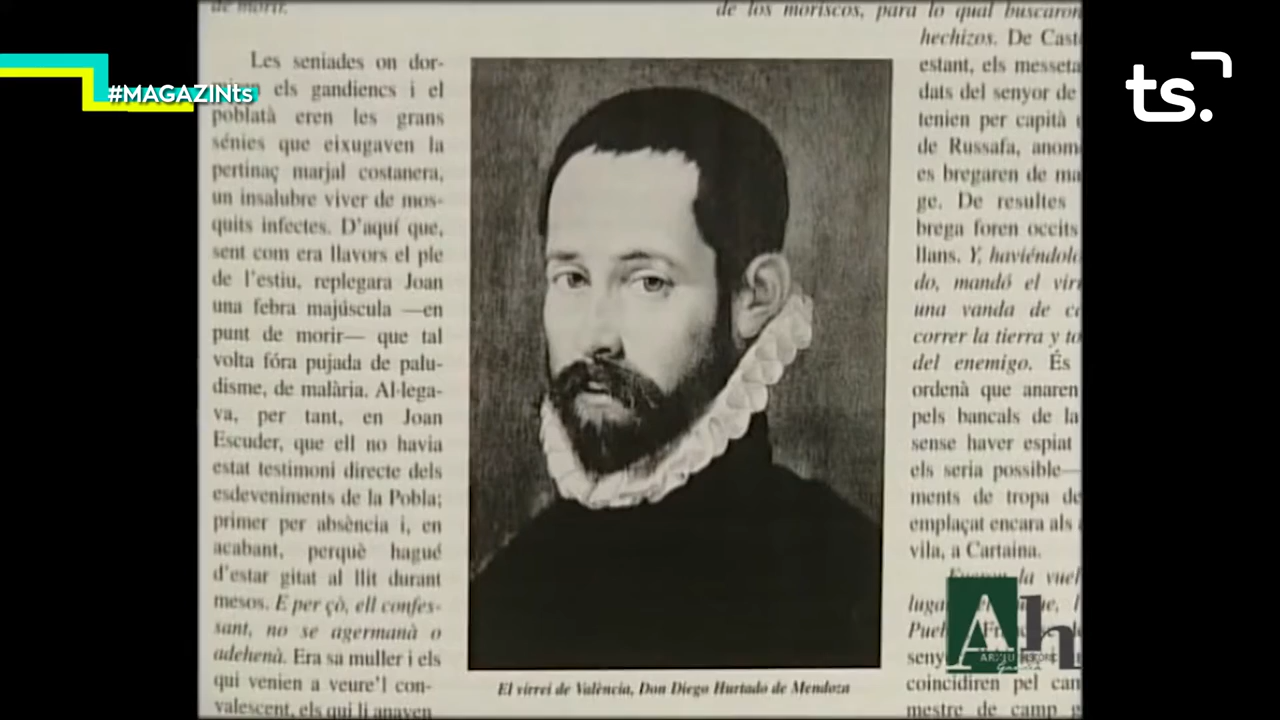 #MAGAZINts
ts.
de morir.
Les seniades on dor-
els gandiencs i el
poblatà eren les grans
sénies que eixugaven la
pertinaç marjal costanera,
un insalubre viver de mos-
quits infectes. D'aquí que,
sent com era llavors el ple
de l'estiu, replegara Joan
una febra majúscula —en
punt de morir— que tal
volta fóra pujada de palu-
disme, de malària. Al·lega-
va, per tant, en Joan
Escuder, que ell no havia
estat testimoni directe dels
esdeveniments de la Pobla;
primer per absència i, en
acabant, perquè hagué
d'estar gitat al llit durant
mesos. E per çò, ell confes-
sant, no se agermanà o
adehenà. Era sa muller i els
qui venien a veure'l con-
valescent, els qui li anaven
El virrei de València, Don Diego Hurtado de Mendoza
de los moriscos, para lo qual buscaron
hechizos. De Cast
estant, els messeta
dats del senyor de
tenien per capità
de Russafa, anom
es bregaren de ma
ge. De resultes
brega foren occits
llans. Y, haviéndolo
do, mandó el vir
una vanda de c
correr la tierra y to
del enemigo. És
ordenà que anaren
pels bancals de la
sense haver espiat
els seria possible—
ments de tropa de
emplaçat encara als
vila, a Cartaina.
la vuel
luga
Pueb
seny
coincidiren pel can
mestre de camp g
Ah